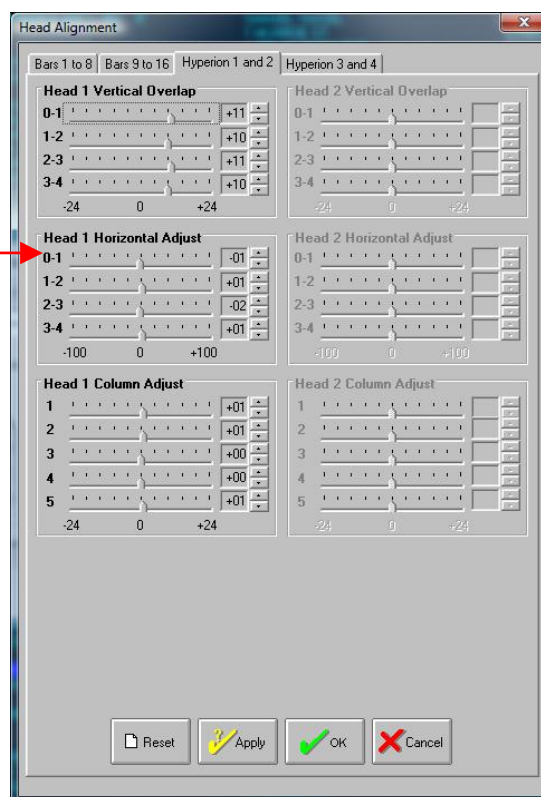 Head Alignment
Bars 1 to 8 Bars 9 to 16 Hyperion 1 and 2 Hyperion 3 and 4
Head 1 Vertical Overlap
0-1 +11
1-2 +10
2-3 +11
3-4 +10
-24 0 +24
Head 2 Vertical Overlap
0-1
1-2
2-3
3-4
-24 0 +24
Head 1 Horizontal Adjust
0-1 -01
1-2 +01
2-3 -02
3-4 +01
-100 0 +100
Head 2 Horizontal Adjust
0-1
1-2
2-3
3-4
-100 0 +100
Head 1 Column Adjust
1 +01
2 +01
3 +00
4 +00
5 +01
-24 0 +24
Head 2 Column Adjust
1
2
3
4
5
-24 0 +24
Reset Apply OK Cancel